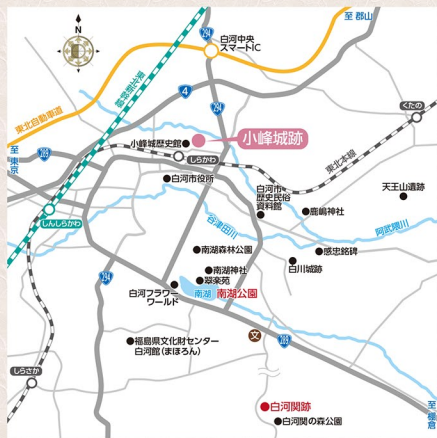 至 郡山
N
294
白河中央
スマートIC
東北新幹線
4
294
くたの
東北自動車道
小峰城歴史館
小峰城跡
至 東京
289
しらかわ
東北本線
白河市役所
天王山遺跡
白河市
歴史民俗
資料館
鹿嶋神社
しんしらかわ
谷津田川
阿武隈川
南湖森林公園
感忠銘碑
白川城跡
294
南湖神社
翠楽苑
白河フラワー
ワールド
南湖
南湖公園
文
289
福島県文化財センター
白河館(まほろん)
しらさか
至 棚倉
白河関跡
白河関の森公園